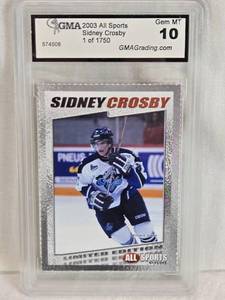 GMA
2003 All Sports
Gem MT
Sidney Crosby
10
574508
1 of 1750
GMAGrading.com
SIDNEY CROSBY
PNEUS
LIMITED EDITION
ALL SPORTS